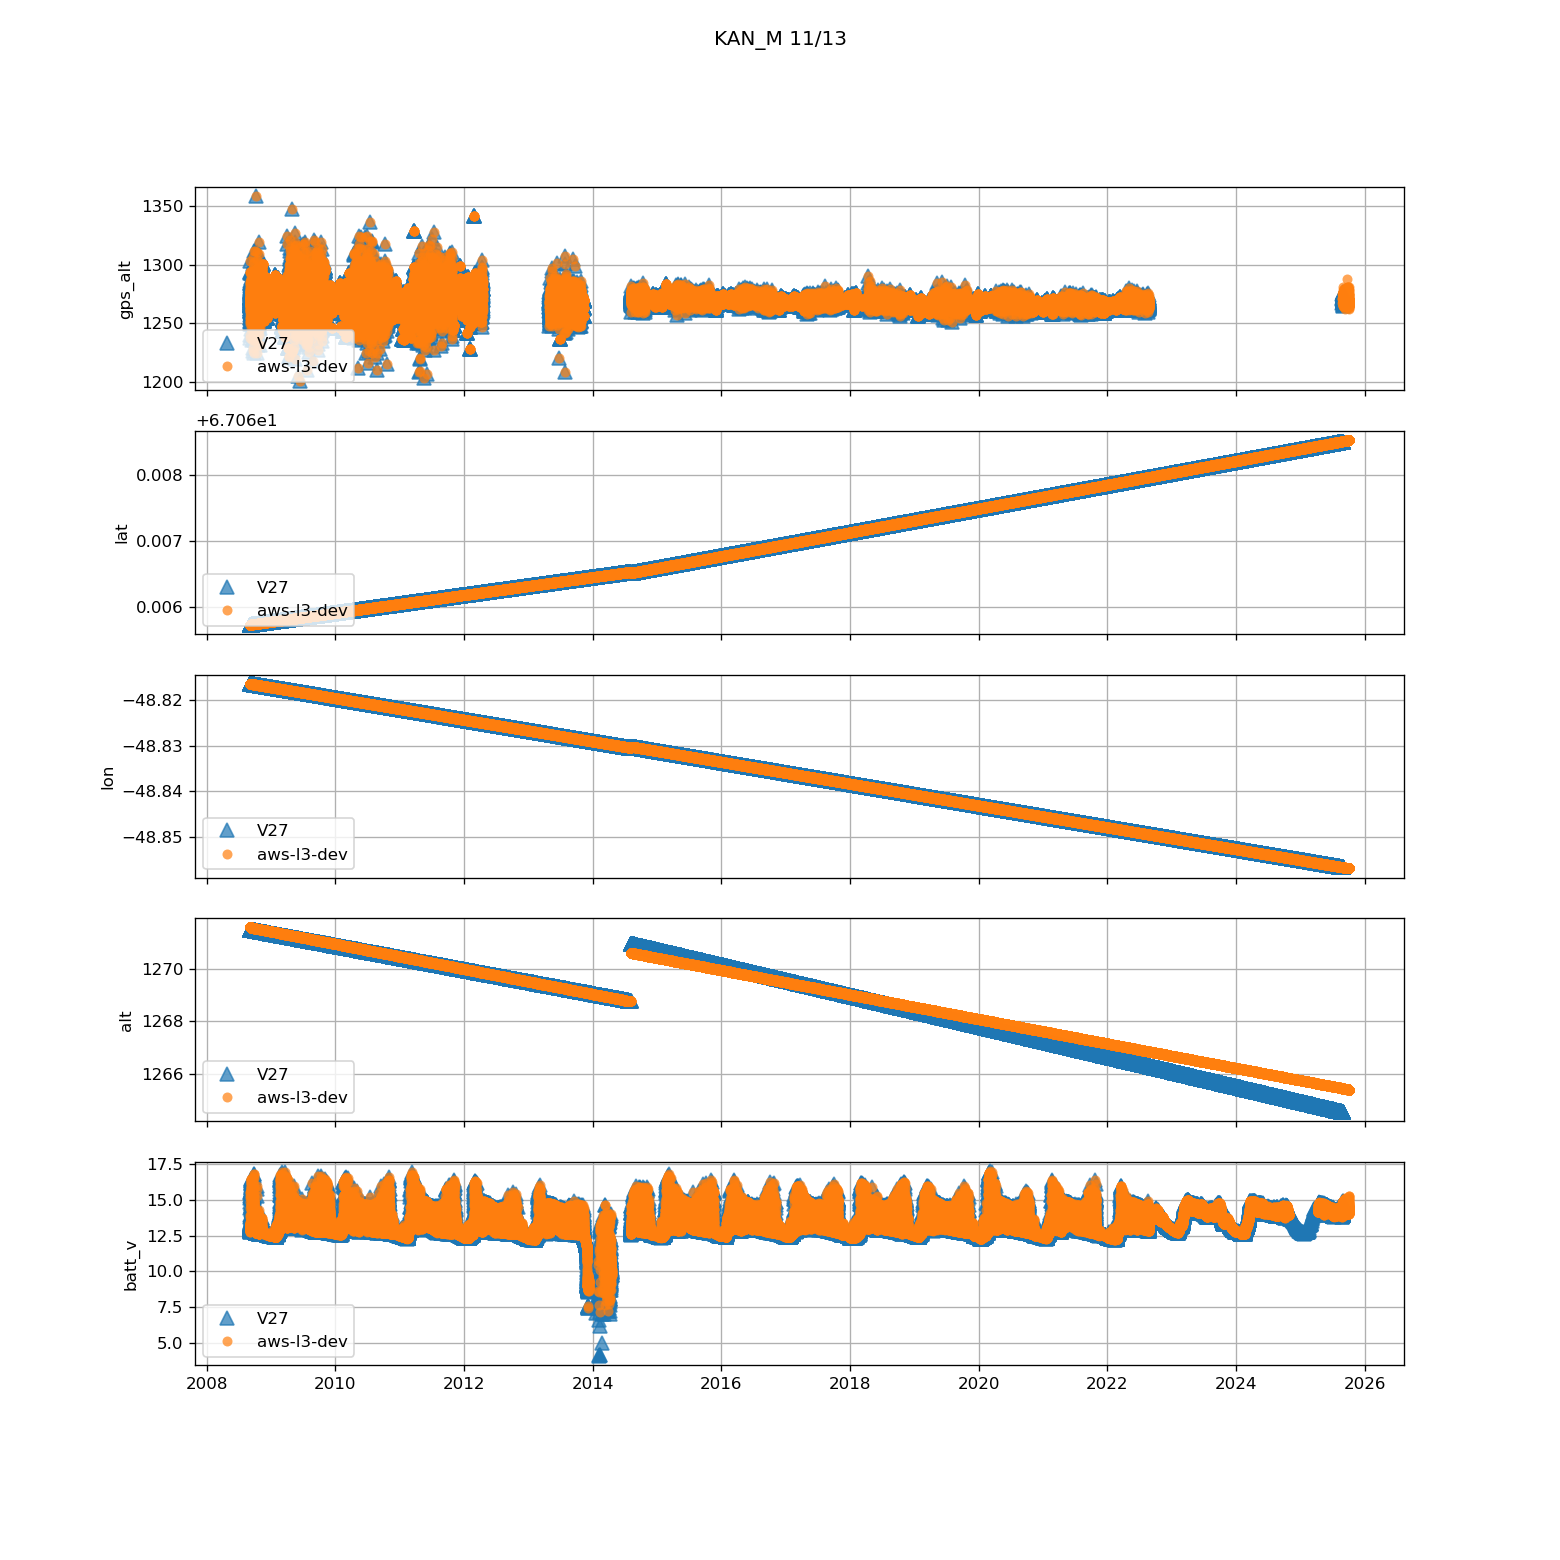 KAN_M 11/13
1350
1300
1250
1200
gps_alt
V27
aws-l3-dev
+6.706e1
0.008
0.007
0.006
lat
V27
aws-l3-dev
−48.82
−48.83
−48.84
−48.85
lon
V27
aws-l3-dev
1270
1268
1266
alt
V27
aws-l3-dev
17.5
15.0
12.5
10.0
7.5
5.0
batt_v
V27
aws-l3-dev
2008 2010 2012 2014 2016 2018 2020 2022 2024 2026